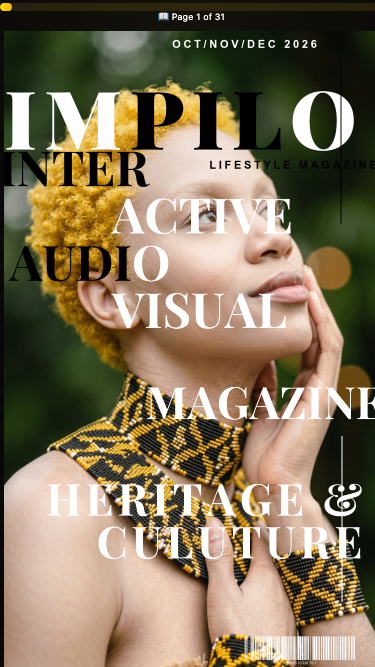 Page 1 of 31
OCT/NOV/DEC 2026
IMPILO
LIFESTYLE MAGAZINE
INTER
ACTIVE
AUDIO
VISUAL
MAGAZINE
HERITAGE &
CULUTURE